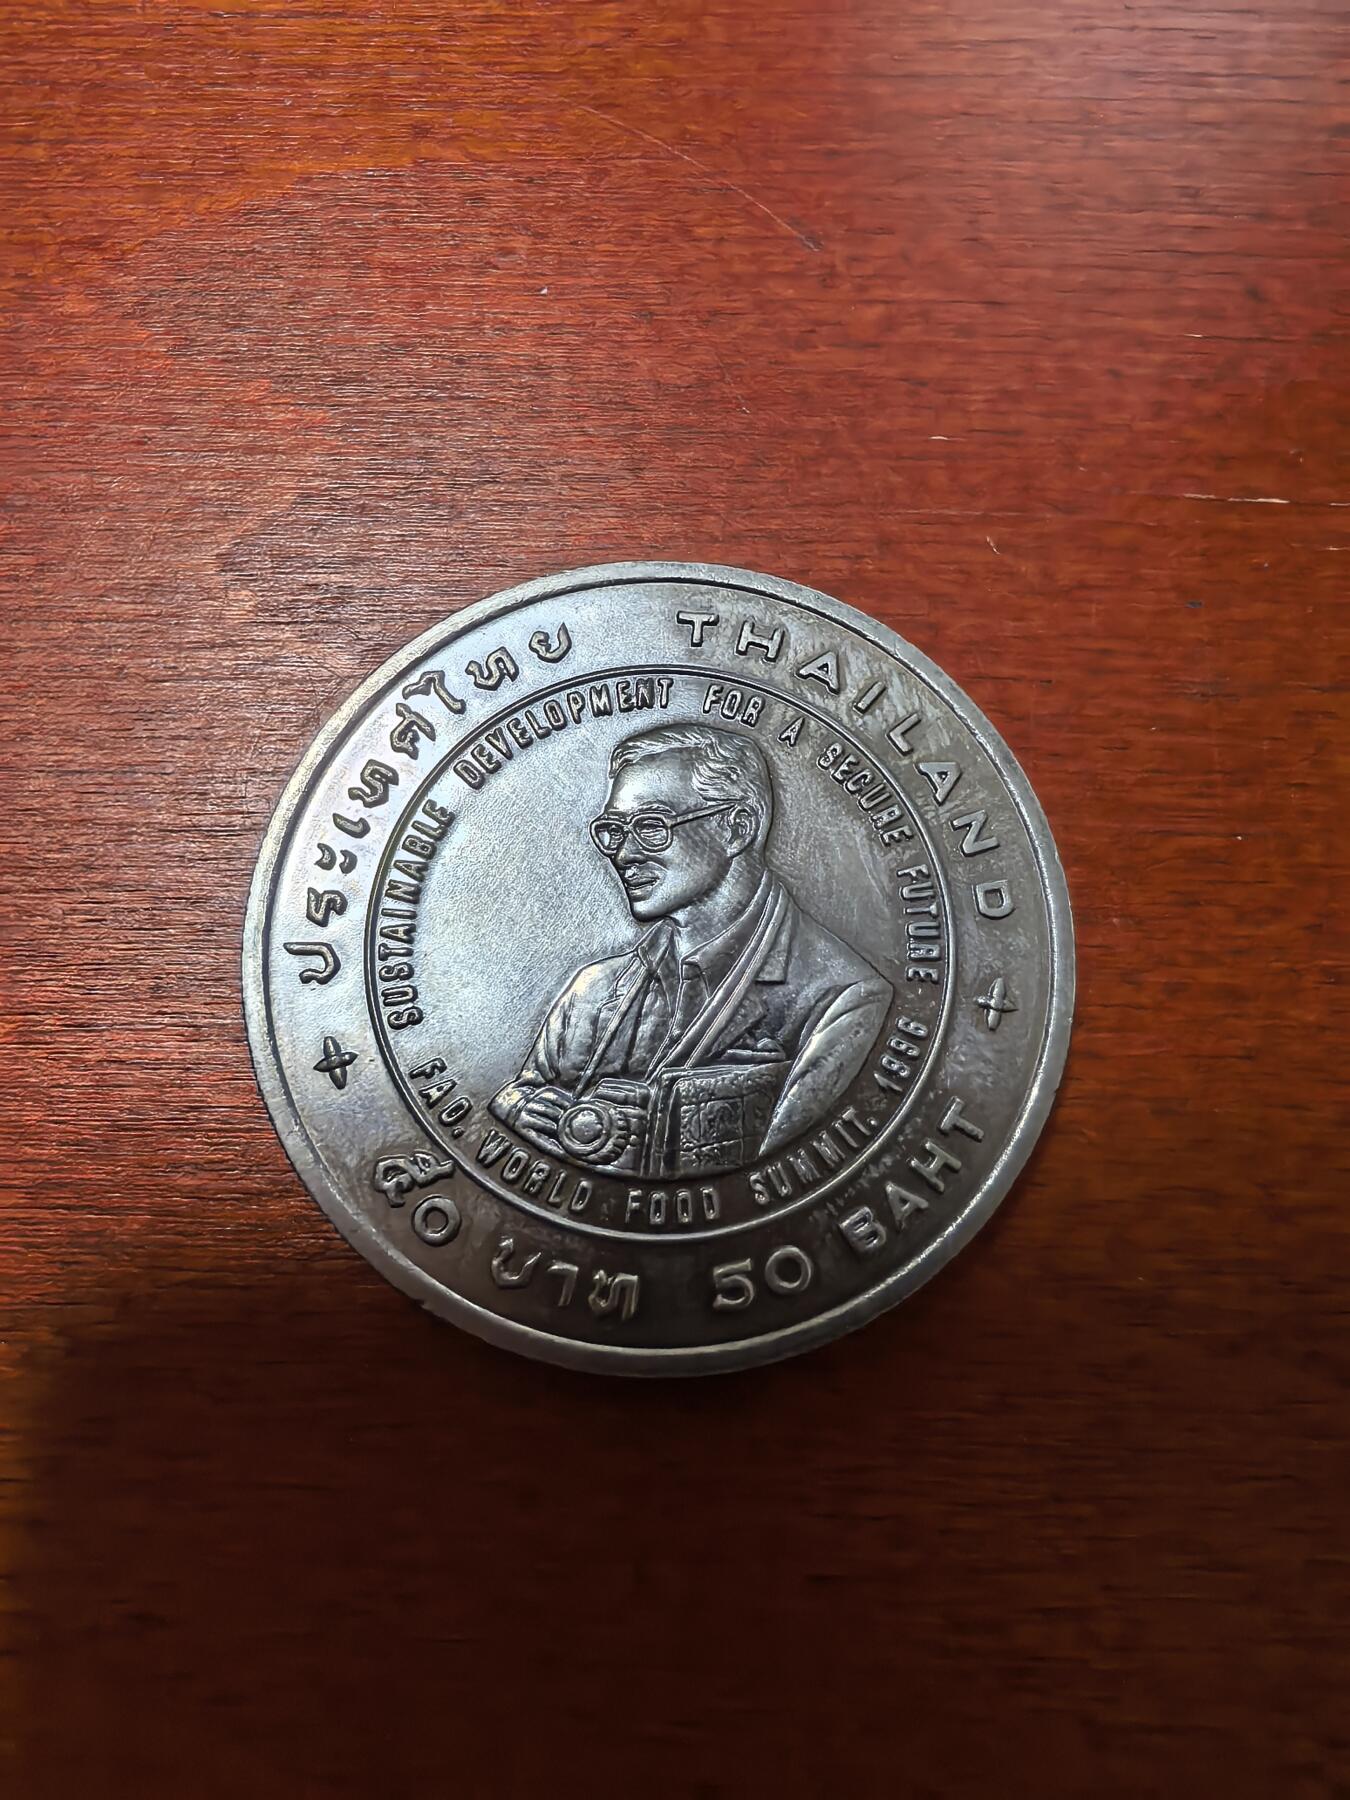 ประเทศไทย THAILAND
SUSTAINABLE DEVELOPMENT FOR A SECURE FUTURE
FAO, WORLD FOOD SUMMIT, 1996
๕๐ บาท 50 BAHT